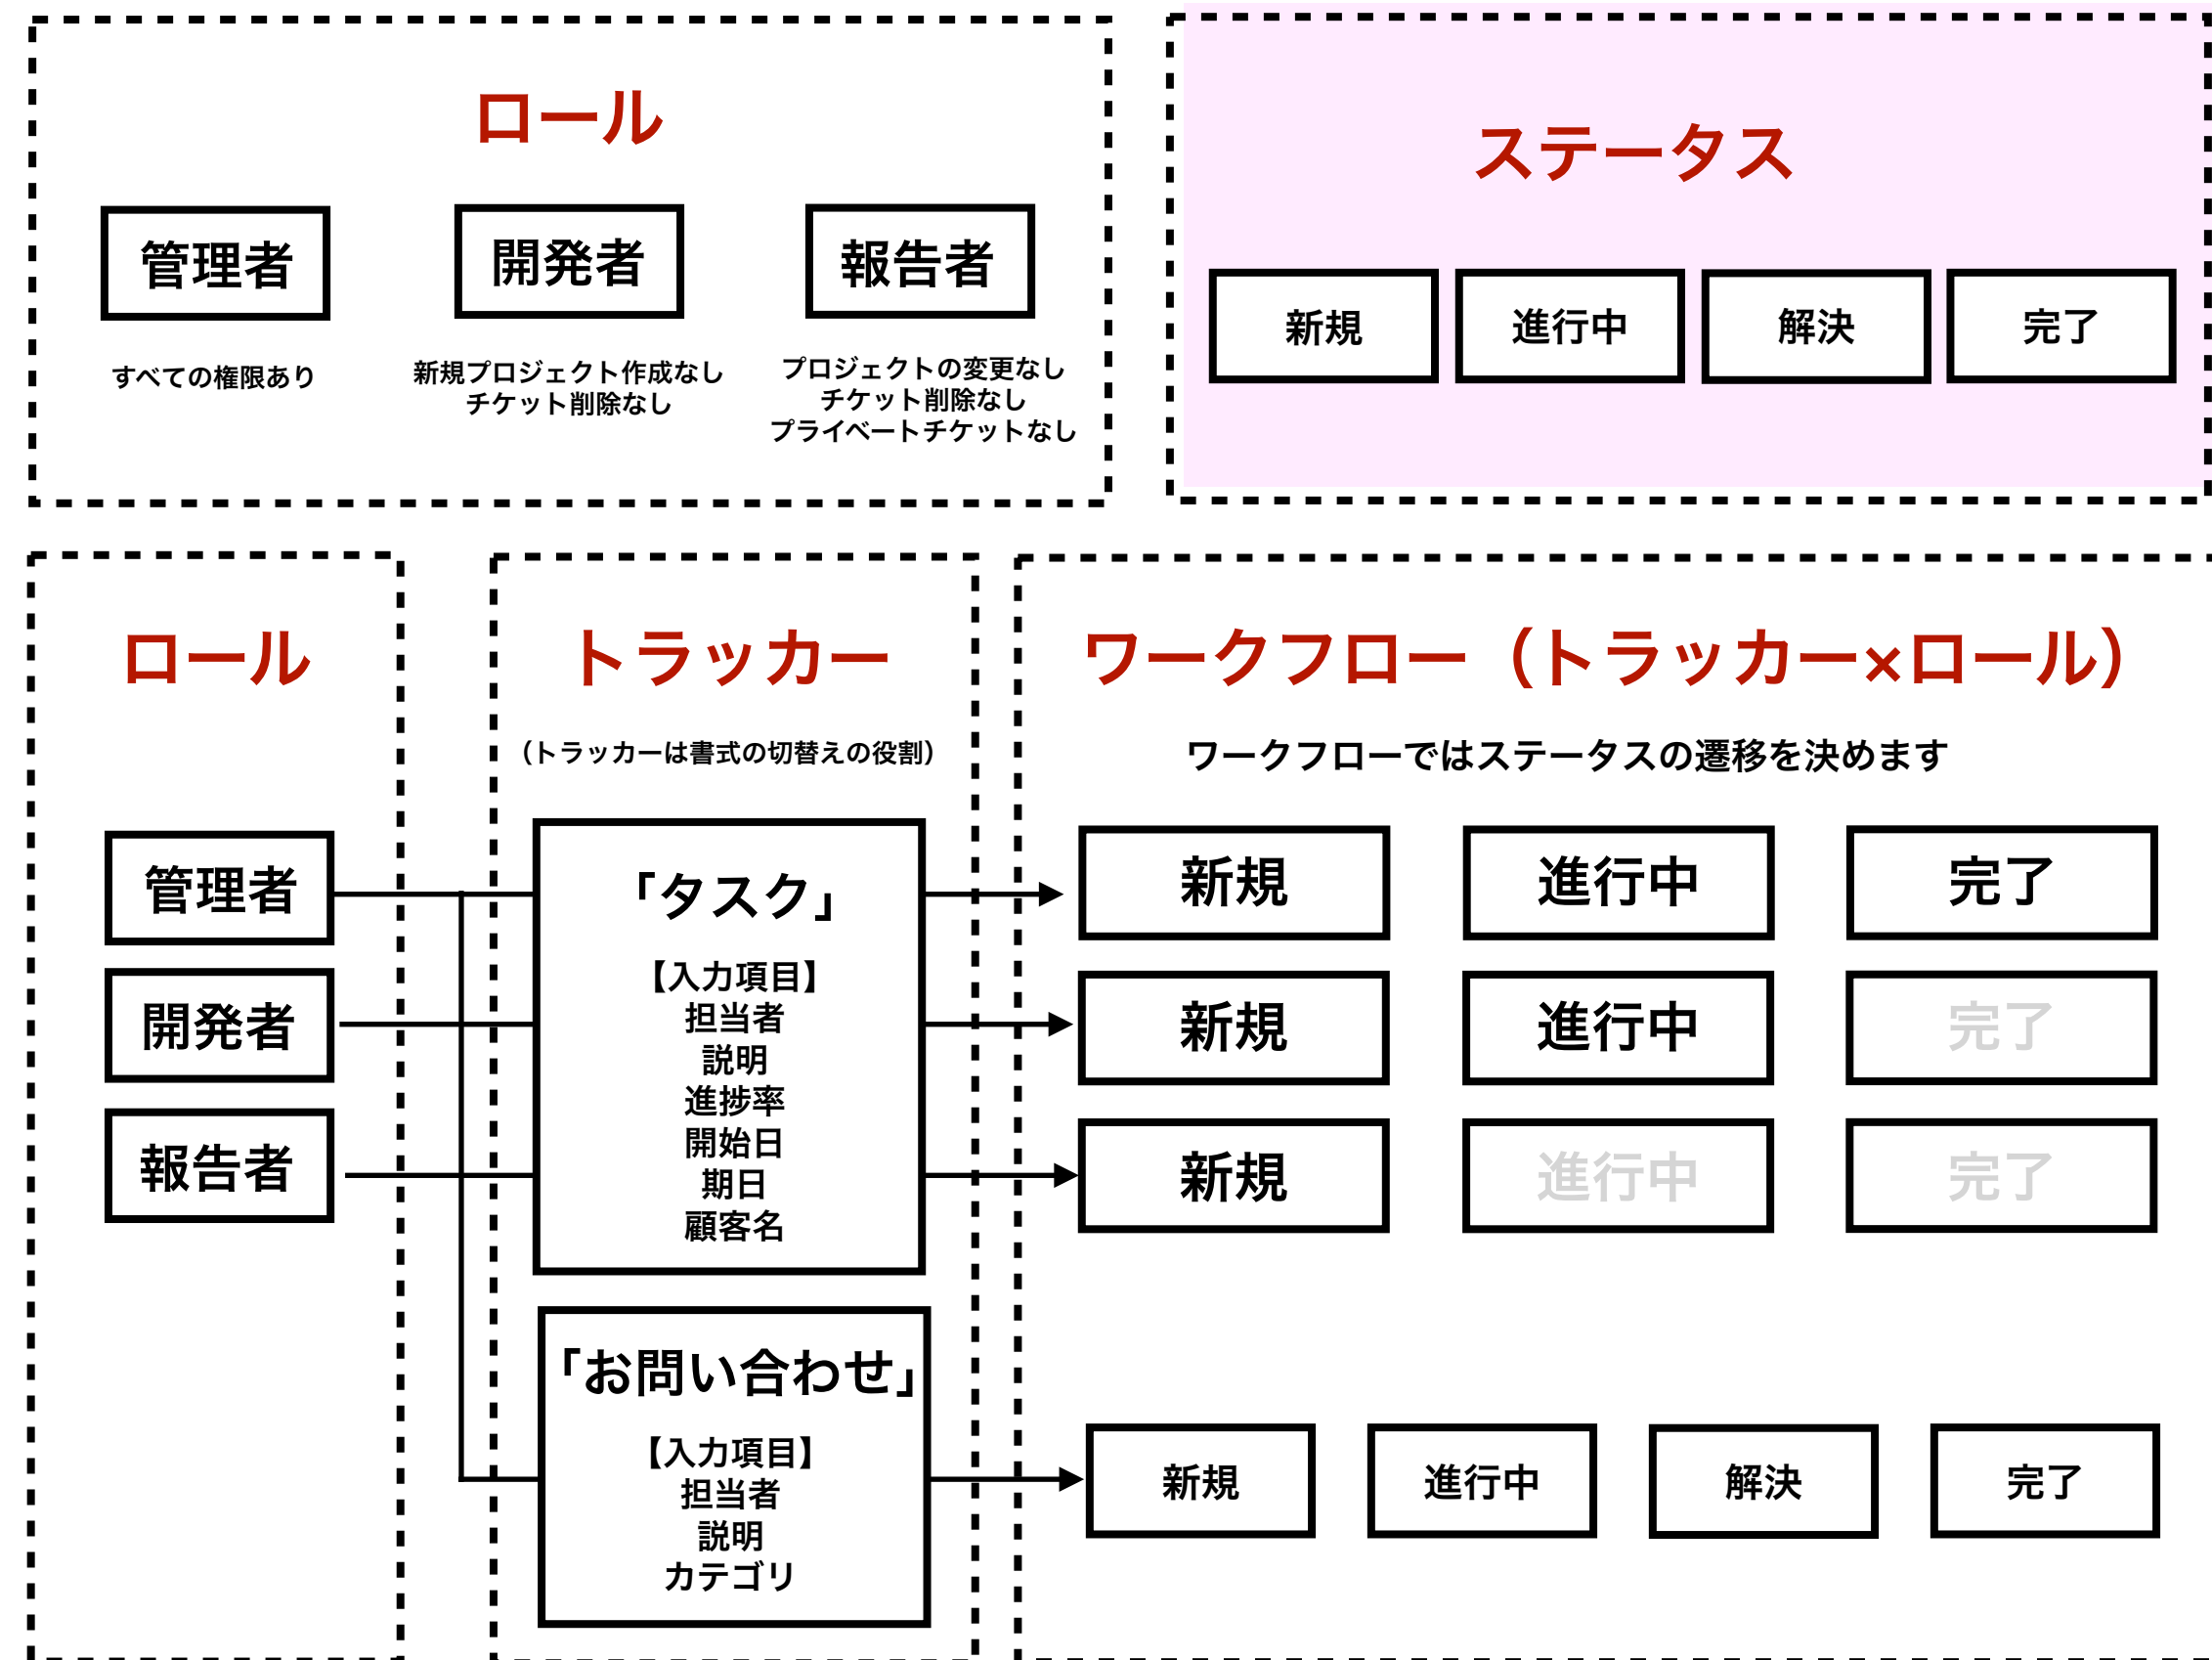 ロール
管理者
開発者
報告者
すべての権限あり
新規プロジェクト作成なし
チケット削除なし
プロジェクトの変更なし
チケット削除なし
プライベートチケットなし
ステータス
新規
進行中
解決
完了
ロール
管理者
開発者
報告者
トラッカー
（トラッカーは書式の切替えの役割）
「タスク」
【入力項目】
担当者
説明
進捗率
開始日
期日
顧客名
「お問い合わせ」
【入力項目】
担当者
説明
カテゴリ
ワークフロー（トラッカー×ロール）
ワークフローではステータスの遷移を決めます
新規
進行中
完了
新規
進行中
完了
新規
進行中
完了
新規
進行中
解決
完了